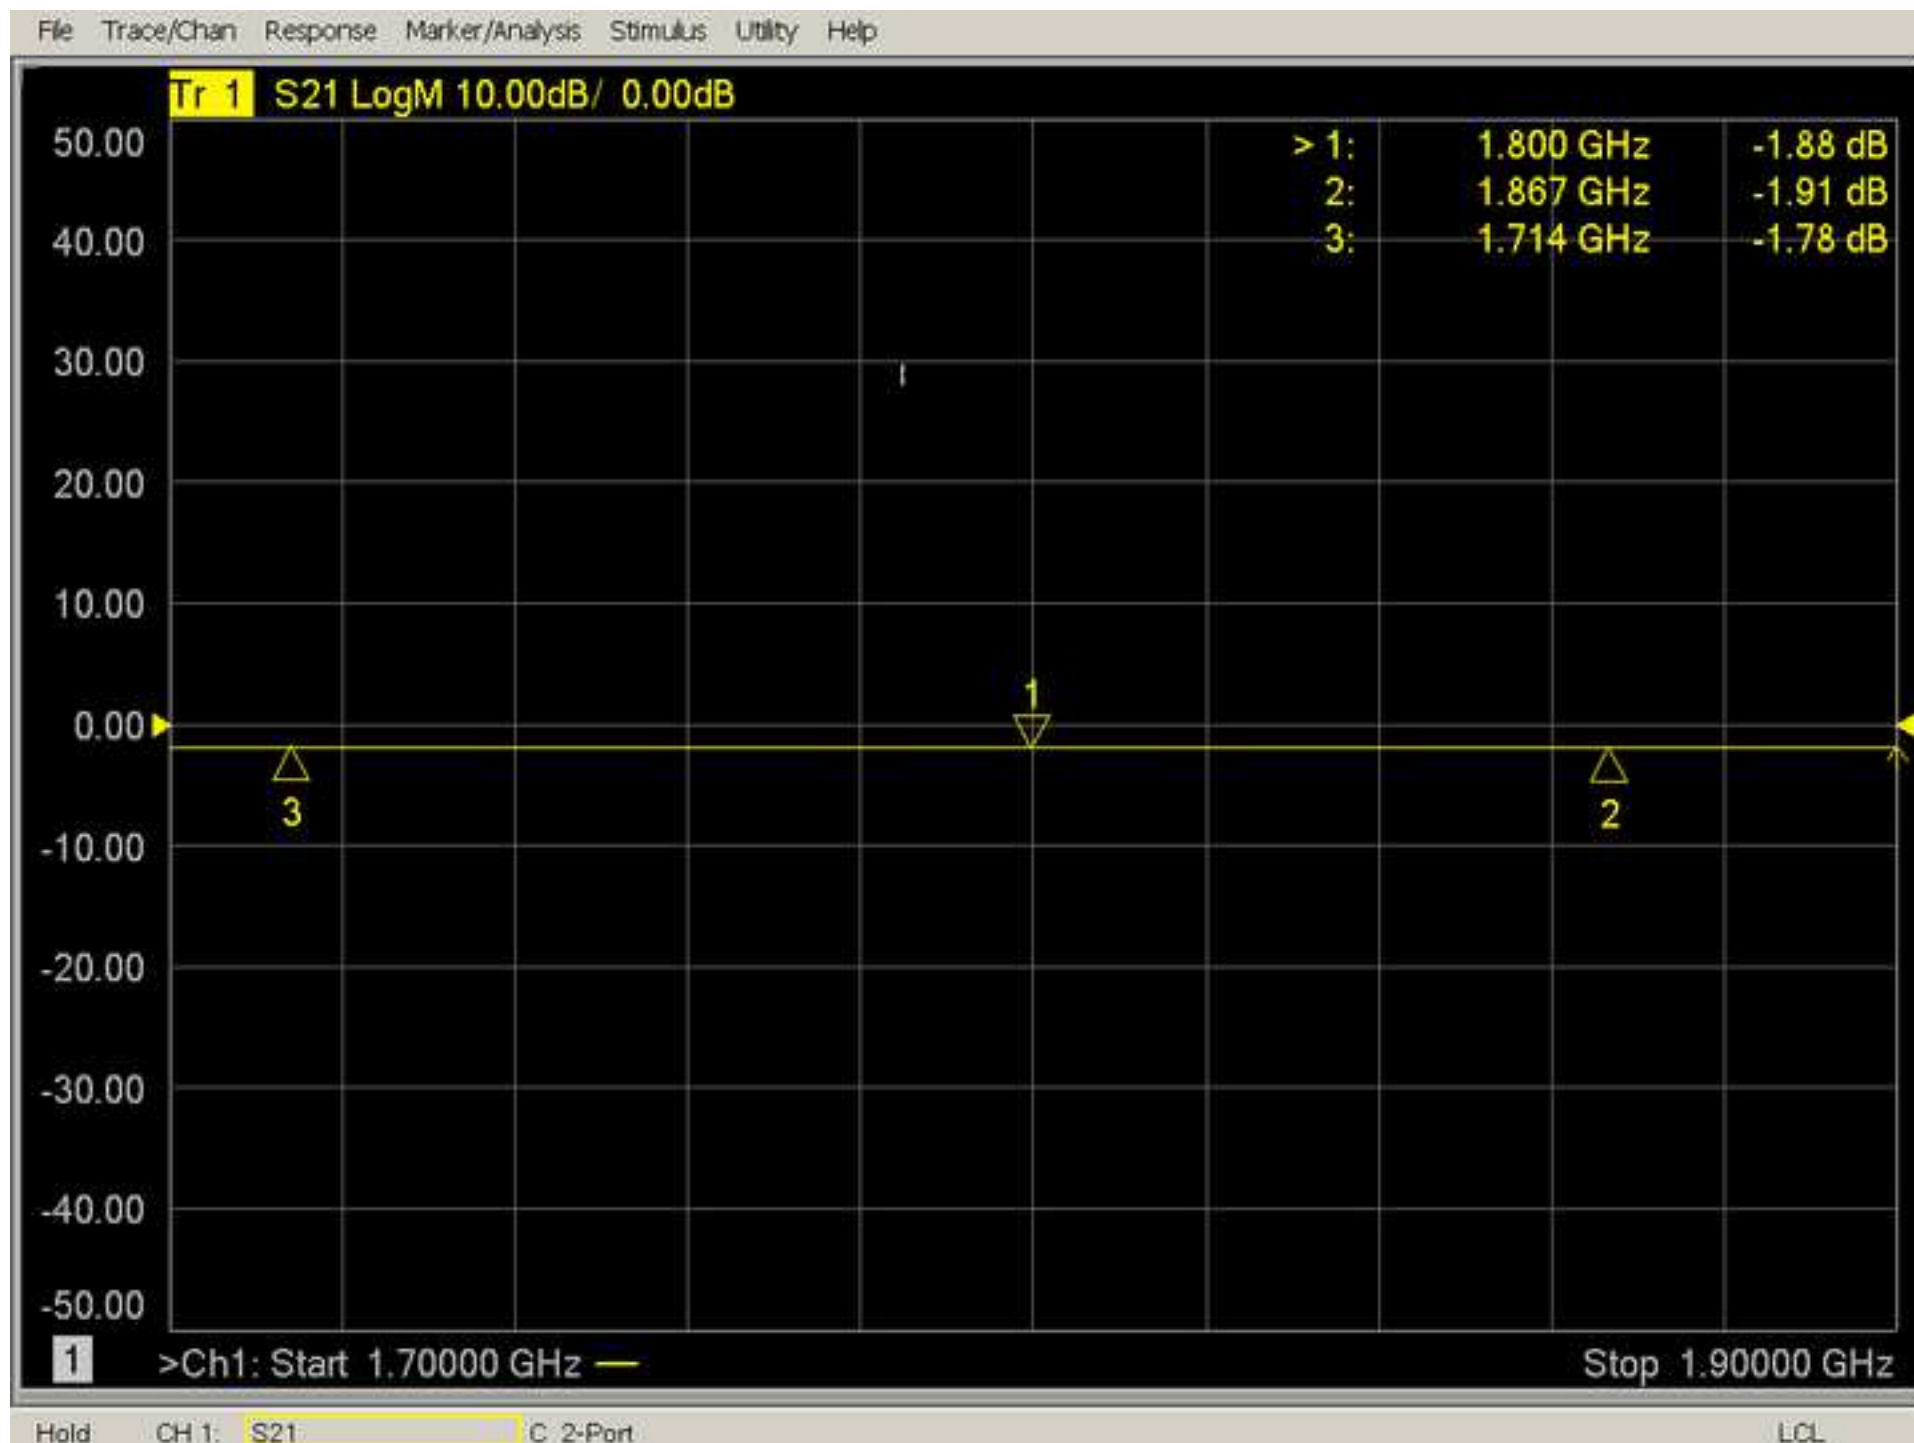 File Trace/Chan Response Marker/Analysis Stimulus Utility Help
Tr 1 S21 LogM 10.00dB/ 0.00dB
50.00
> 1: 1.800 GHz -1.88 dB
2: 1.867 GHz -1.91 dB
40.00
3: 1.714 GHz -1.78 dB
30.00
20.00
10.00
1
0.00
3
2
-10.00
-20.00
-30.00
-40.00
-50.00
1 >Ch1: Start 1.70000 GHz Stop 1.90000 GHz
Hold CH 1: S21 C 2-Port LCL